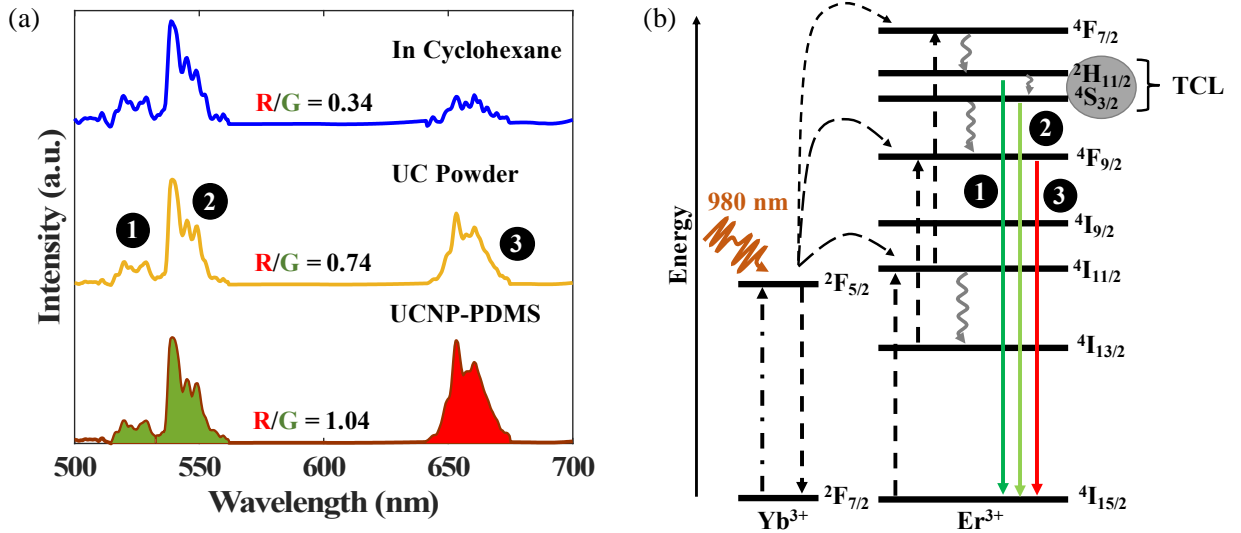 (a)
In Cyclohexane
R/G = 0.34
UC Powder
1
2
3
R/G = 0.74
UCNP-PDMS
R/G = 1.04
Intensity (a.u.)
500 550 600 650 700
Wavelength (nm)
(b)
Energy
980 nm
²F₅/₂
²F₇/₂
Yb³⁺
⁴F₇/₂
²H₁₁/₂
⁴S₃/₂
TCL
2
⁴F₉/₂
1
3
⁴I₉/₂
⁴I₁₁/₂
⁴I₁₃/₂
⁴I₁₅/₂
Er³⁺